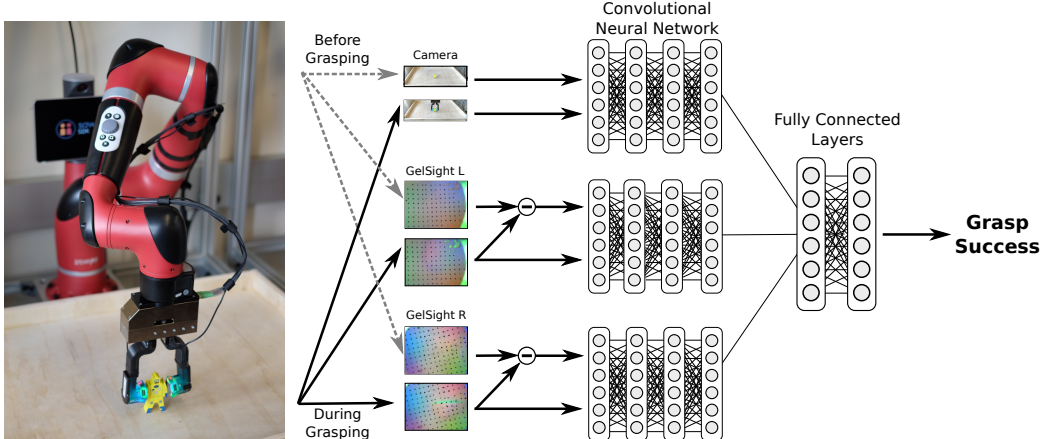 Before
Grasping
Camera
Convolutional
Neural Network
GelSight L
Fully Connected
Layers
Grasp
Success
GelSight R
During
Grasping